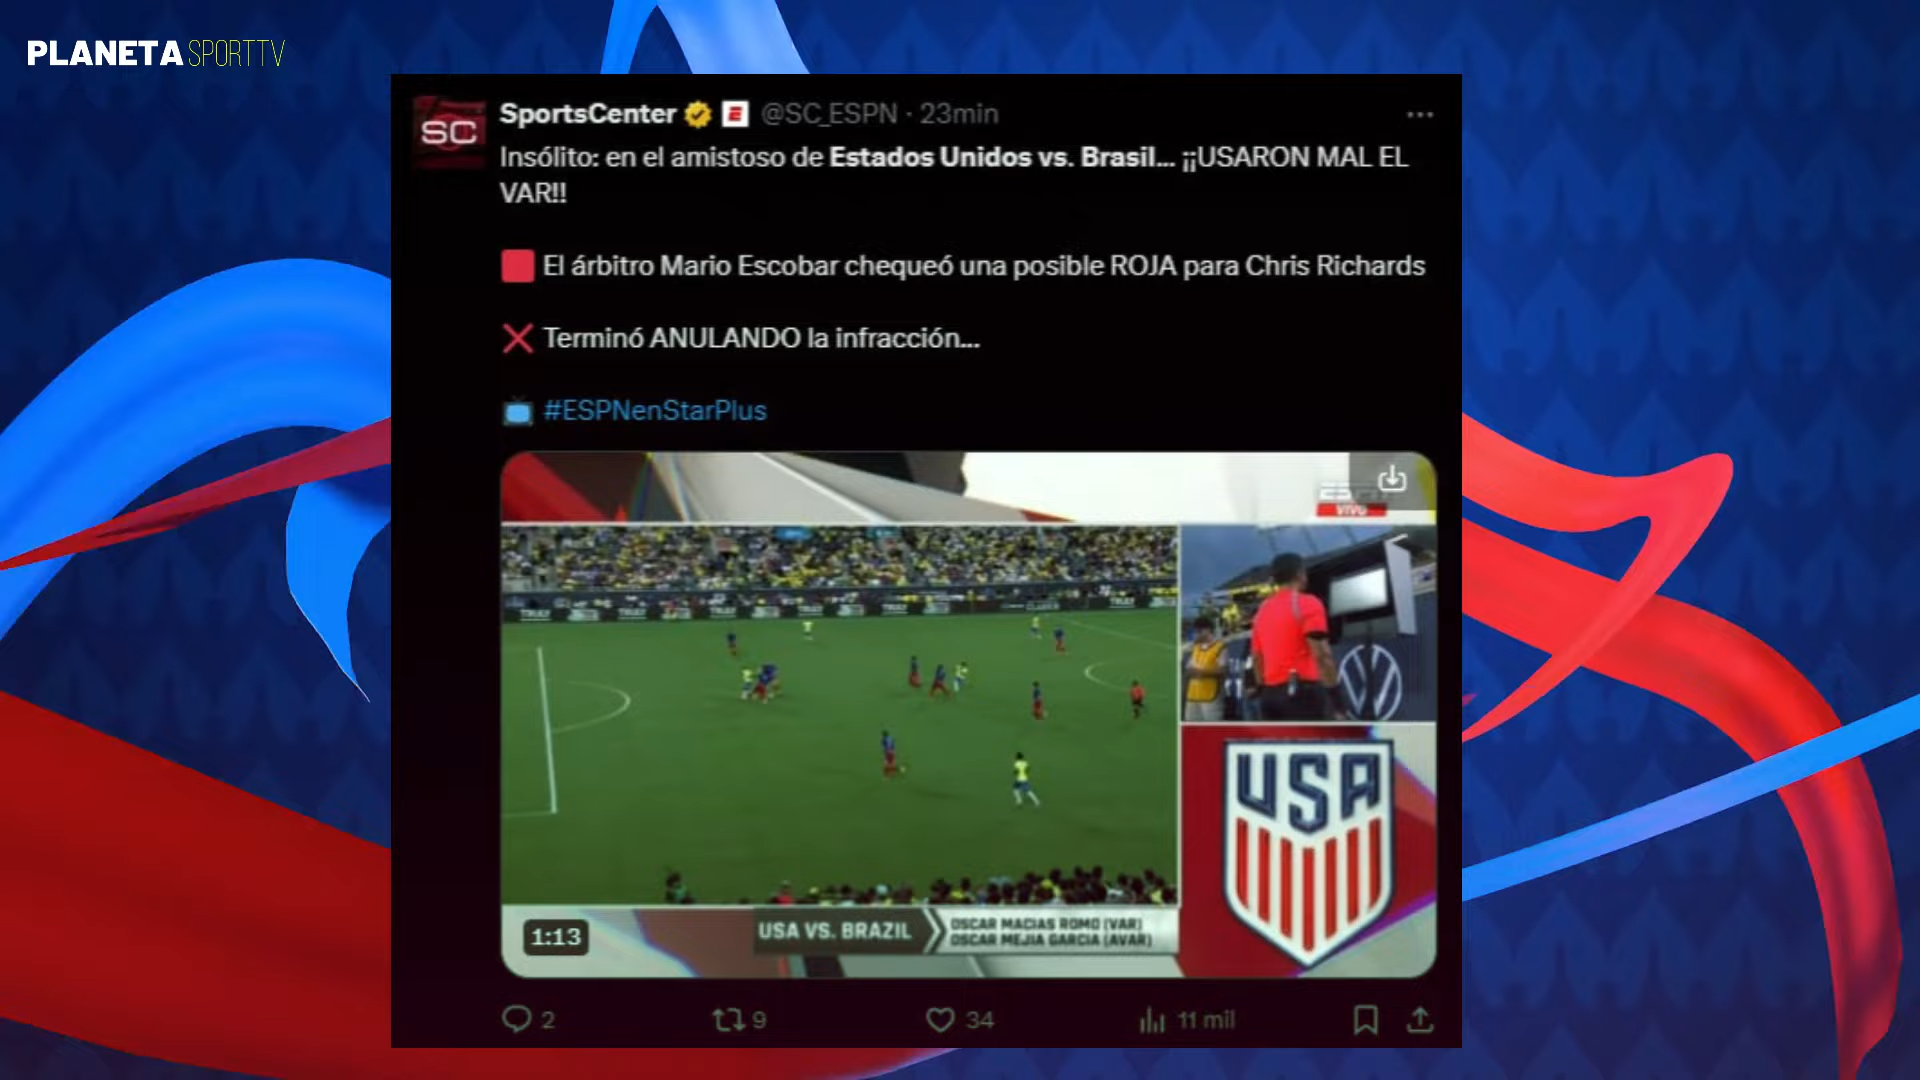 PLANETA SPORTTV
SC
SportsCenter @SC_ESPN · 23min
Insólito: en el amistoso de Estados Unidos vs. Brasil... ¡¡USARON MAL EL
VAR!!
El árbitro Mario Escobar chequeó una posible ROJA para Chris Richards
Terminó ANULANDO la infracción...
#ESPNenStarPlus
VIVO
USA
1:13
USA VS. BRAZIL
OSCAR MACIAS ROMO (VAR)
OSCAR MEJIA GARCIA (AVAR)
2 9 34 11 mil